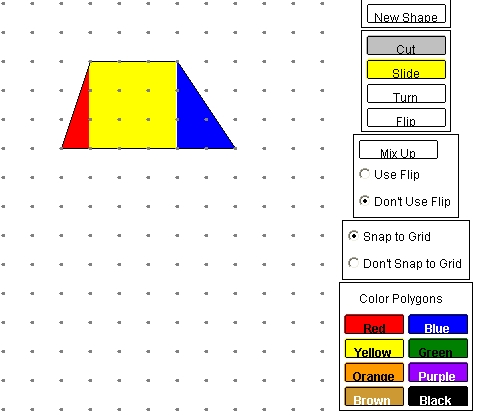 New Shape
Cut
Slide
Turn
Flip
Mix Up
Use Flip
Don't Use Flip
Snap to Grid
Don't Snap to Grid
Color Polygons
Red Blue
Yellow Green
Orange Purple
Brown Black